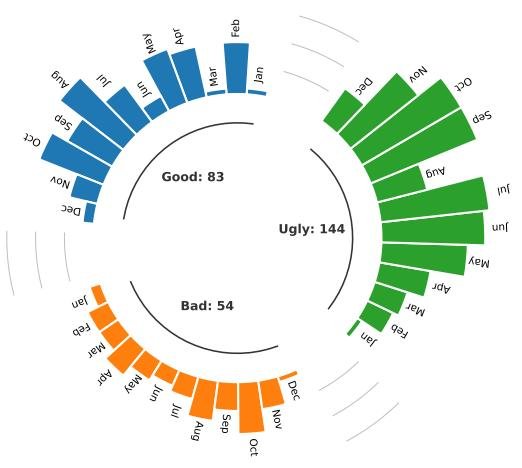 Good: 83
Jan
Feb
Mar
Apr
May
Jun
Jul
Aug
Sep
Oct
Nov
Dec
Ugly: 144
Jan
Feb
Mar
Apr
May
Jun
Jul
Aug
Sep
Oct
Nov
Dec
Bad: 54
Jan
Feb
Mar
Apr
May
Jun
Jul
Aug
Sep
Oct
Nov
Dec